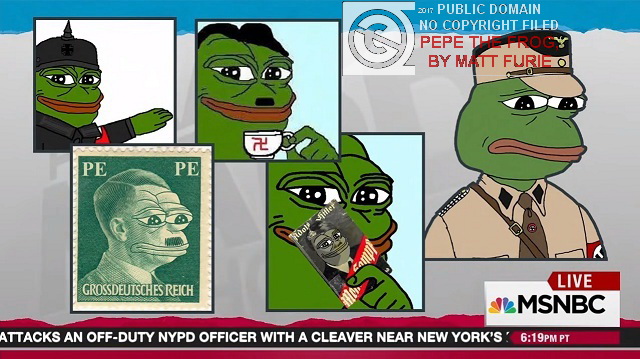 2017 PUBLIC DOMAIN
NO COPYRIGHT FILED
PEPE THE FROG,
BY MATT FURIE
PE PE
GROSSDEUTSCHES REICH
LIVE
MSNBC
ATTACKS AN OFF-DUTY NYPD OFFICER WITH A CLEAVER NEAR NEW YORK'S
6:19PM PT